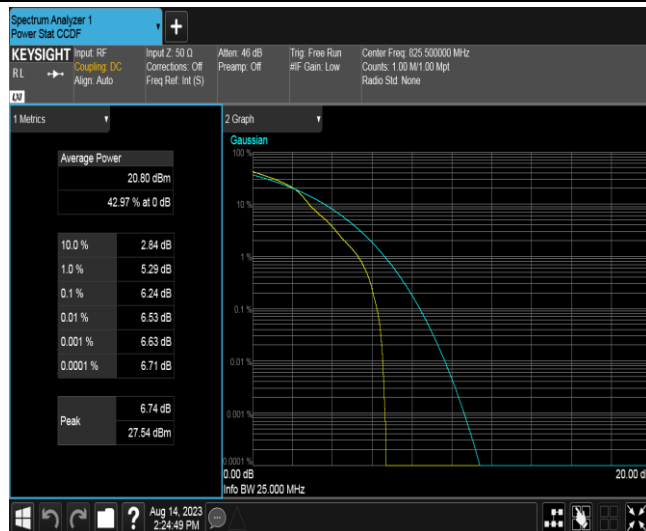 Spectrum Analyzer 1
Power Stat CCDF
KEYSIGHT
RL
Input: RF
Coupling: DC
Align: Auto
Input Z: 50 Ω
Corrections: Off
Freq Ref: Int (S)
Atten: 46 dB
Preamp: Off
Trig: Free Run
#IF Gain: Low
Center Freq: 825.500000 MHz
Counts: 1.00 M/1.00 Mpt
Radio Std: None
1 Metrics
Average Power
20.80 dBm
42.97 % at 0 dB
10.0 % 2.84 dB
1.0 % 5.29 dB
0.1 % 6.24 dB
0.01 % 6.53 dB
0.001 % 6.63 dB
0.0001 % 6.71 dB
Peak
6.74 dB
27.54 dBm
2 Graph
Gaussian
100 %
10 %
1 %
0.1 %
0.01 %
0.001 %
0.0001 %
0.00 dB
20.00 d
Info BW 25.000 MHz
Aug 14, 2023
2:24:49 PM